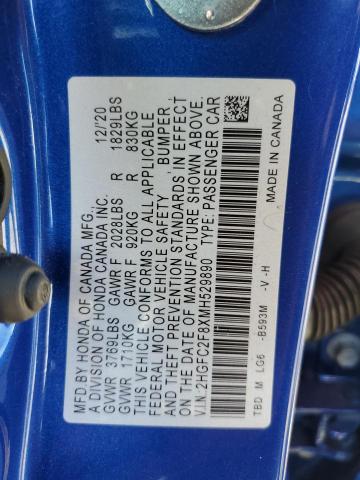 MFD BY HONDA OF CANADA MFG., 12/20
A DIVISION OF HONDA CANADA INC.
GVWR 3769LBS GAWR F 2028LBS R 1829LBS
GVWR 1710KG GAWR F 920KG R 830KG
THIS VEHICLE CONFORMS TO ALL APPLICABLE
FEDERAL MOTOR VEHICLE SAFETY, BUMPER,
AND THEFT PREVENTION STANDARDS IN EFFECT
ON THE DATE OF MANUFACTURE SHOWN ABOVE.
V.I.N.:2HGFC2F8XMH529890 TYPE: PASSENGER CAR
TBD M LG6 -B593M -V -H MADE IN CANADA